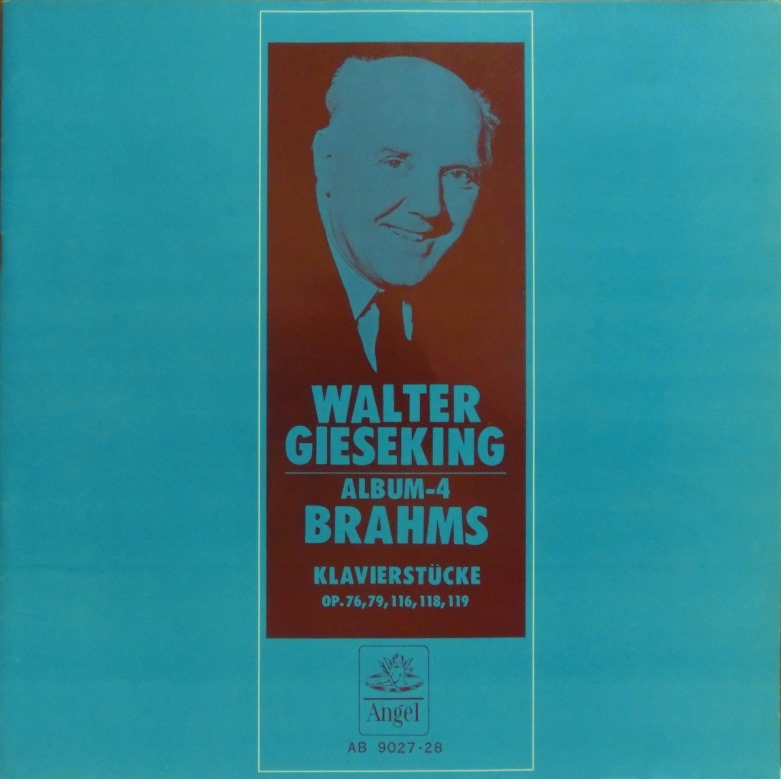 WALTER
GIESEKING
ALBUM-4
BRAHMS
KLAVIERSTÜCKE
OP.76,79,116,118,119
Angel
AB 9027·28